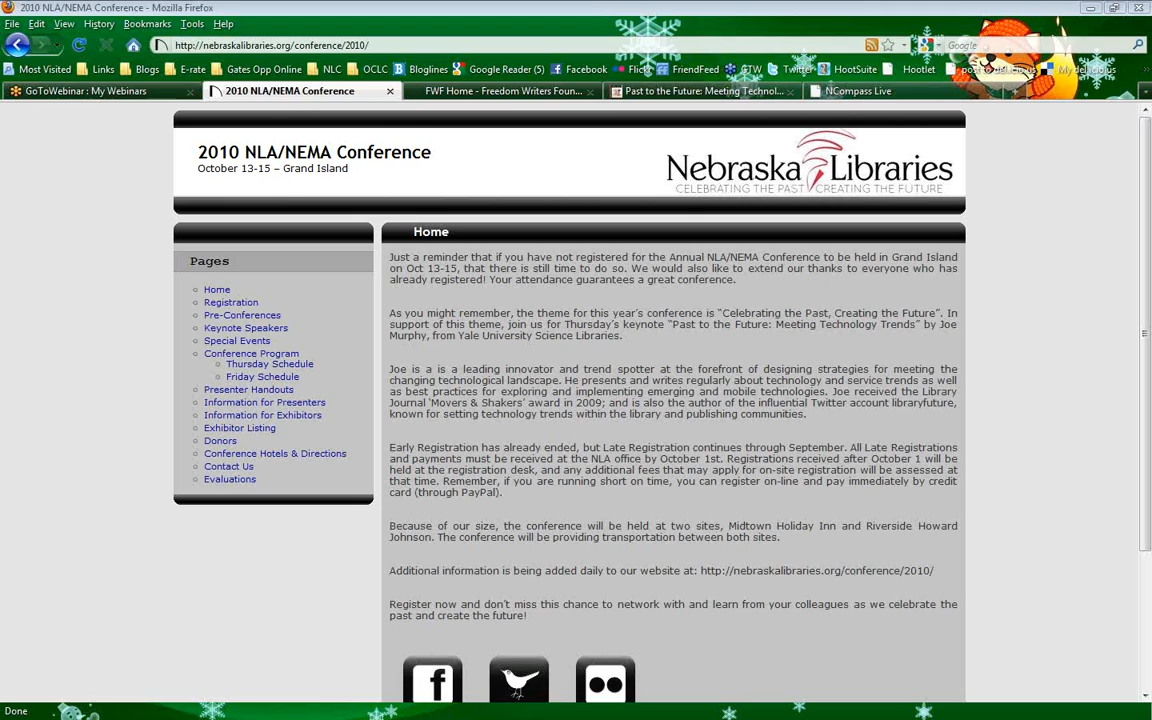 2010 NLA/NEMA Conference - Mozilla Firefox
File Edit View History Bookmarks Tools Help
http://nebraskalibraries.org/conference/2010/
Google
Most Visited Links Blogs E-rate Gates Opp Online NLC OCLC Bloglines Google Reader (5) Facebook Flickr FriendFeed GTW Twitter HootSuite Hootlet post to del.icio.us My delicious
GoToWebinar : My Webinars
2010 NLA/NEMA Conference
FWF Home - Freedom Writers Foun...
Past to the Future: Meeting Technol...
NCompass Live
2010 NLA/NEMA Conference
October 13-15 – Grand Island
Nebraska Libraries
CELEBRATING THE PAST CREATING THE FUTURE
Pages
Home
Registration
Pre-Conferences
Keynote Speakers
Special Events
Conference Program
Thursday Schedule
Friday Schedule
Presenter Handouts
Information for Presenters
Information for Exhibitors
Exhibitor Listing
Donors
Conference Hotels & Directions
Contact Us
Evaluations
Home
Just a reminder that if you have not registered for the Annual NLA/NEMA Conference to be held in Grand Island
on Oct 13-15, that there is still time to do so. We would also like to extend our thanks to everyone who has
already registered! Your attendance guarantees a great conference.
As you might remember, the theme for this year's conference is “Celebrating the Past, Creating the Future”. In
support of this theme, join us for Thursday's keynote “Past to the Future: Meeting Technology Trends” by Joe
Murphy, from Yale University Science Libraries.
Joe is a is a leading innovator and trend spotter at the forefront of designing strategies for meeting the
changing technological landscape. He presents and writes regularly about technology and service trends as well
as best practices for exploring and implementing emerging and mobile technologies. Joe received the Library
Journal ‘Movers & Shakers’ award in 2009; and is also the author of the influential Twitter account libraryfuture,
known for setting technology trends within the library and publishing communities.
Early Registration has already ended, but Late Registration continues through September. All Late Registrations
and payments must be received at the NLA office by October 1st. Registrations received after October 1 will be
held at the registration desk, and any additional fees that may apply for on-site registration will be assessed at
that time. Remember, if you are running short on time, you can register on-line and pay immediately by credit
card (through PayPal).
Because of our size, the conference will be held at two sites, Midtown Holiday Inn and Riverside Howard
Johnson. The conference will be providing transportation between both sites.
Additional information is being added daily to our website at: http://nebraskalibraries.org/conference/2010/
Register now and don't miss this chance to network with and learn from your colleagues as we celebrate the
past and create the future!
f
Done